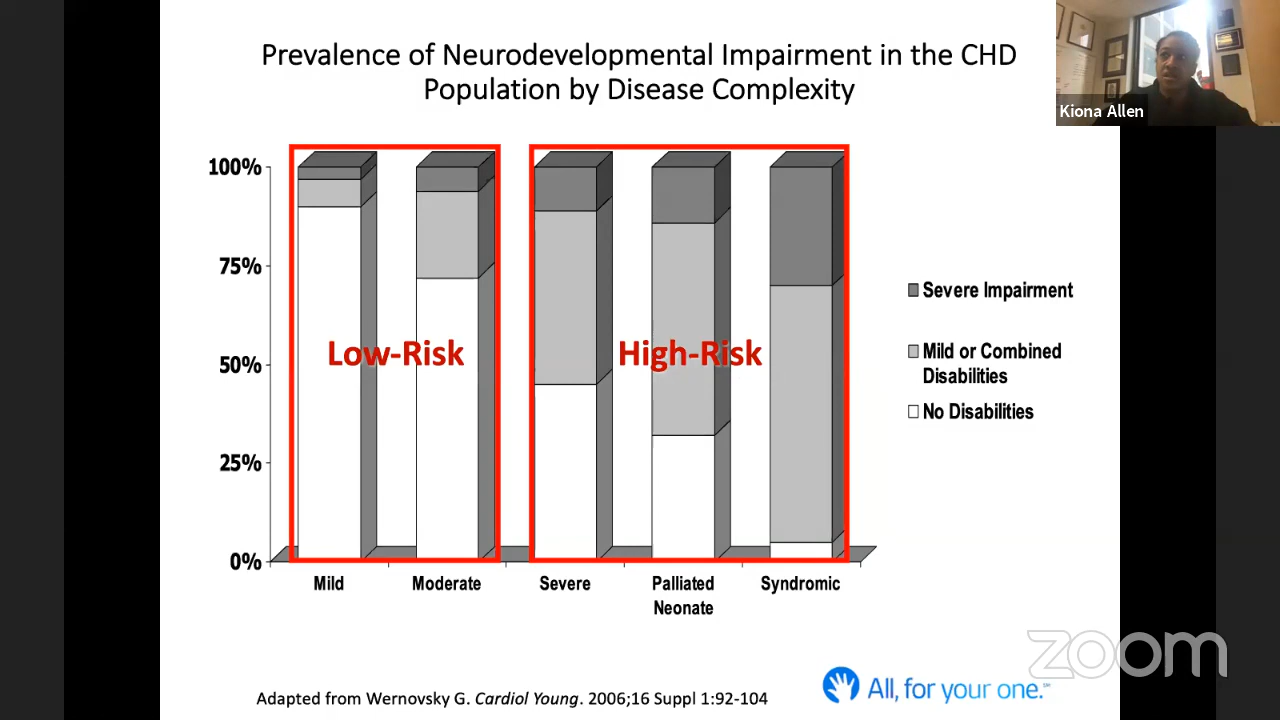 Prevalence of Neurodevelopmental Impairment in the CHD
Population by Disease Complexity
Kiona Allen
100%
75%
50%
25%
0%
Low-Risk
High-Risk
Severe Impairment
Mild or Combined
Disabilities
No Disabilities
Mild
Moderate
Severe
Palliated
Neonate
Syndromic
zoom
Adapted from Wernovsky G. Cardiol Young. 2006;16 Suppl 1:92-104
All, for your one.℠